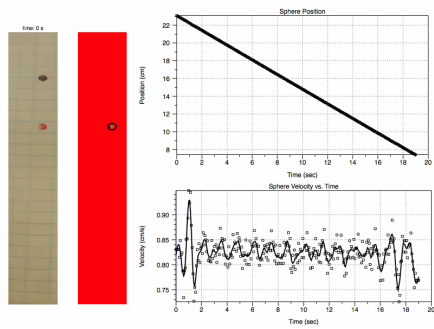 time: 0 s
Sphere Position
Position (cm)
22
20
18
16
14
12
10
8
0 2 4 6 8 10 12 14 16 18 20
Time (sec)
Sphere Velocity vs. Time
Velocity (cm/s)
0.90
0.85
0.80
0.75
0 2 4 6 8 10 12 14 16 18 20
Time (sec)